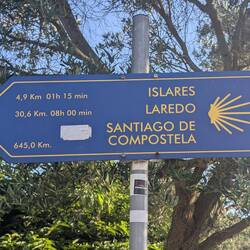 4,9 Km 01h 15 min ISLARES
30,6 Km. 08h 00 min LAREDO
645,0 Km. SANTIAGO DE COMPOSTELA